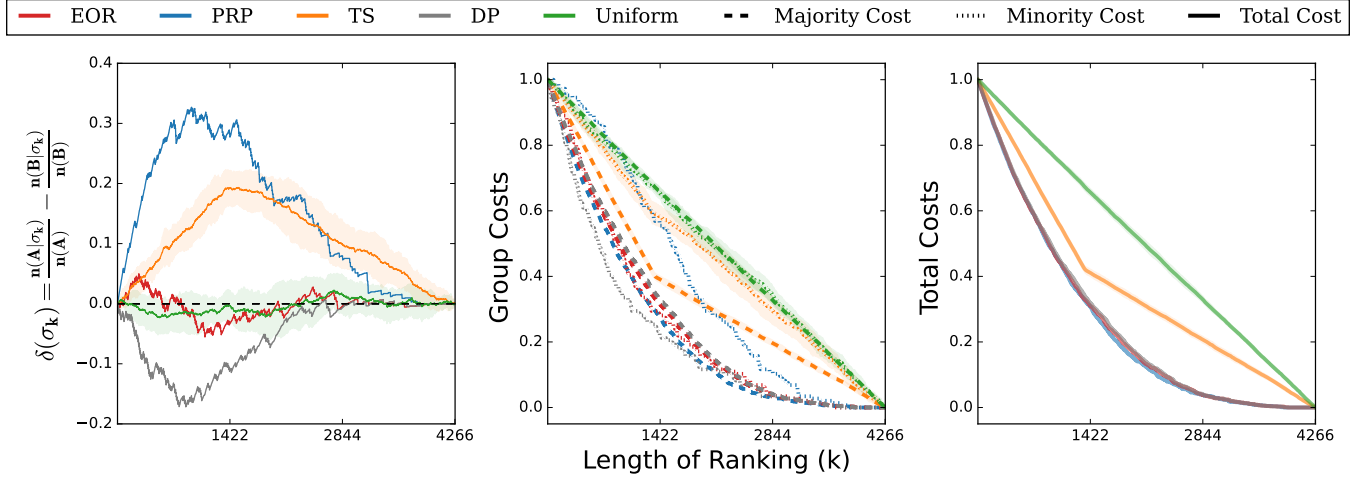 EOR PRP TS DP Uniform Majority Cost Minority Cost Total Cost
δ(σₖ) = n(A|σₖ)/n(A) − n(B|σₖ)/n(B)
0.4
0.3
0.2
0.1
0.0
−0.1
−0.2
1422 2844 4266
Group Costs
1.0
0.8
0.6
0.4
0.2
0.0
1422 2844 4266
Length of Ranking (k)
Total Costs
1.0
0.8
0.6
0.4
0.2
0.0
1422 2844 4266